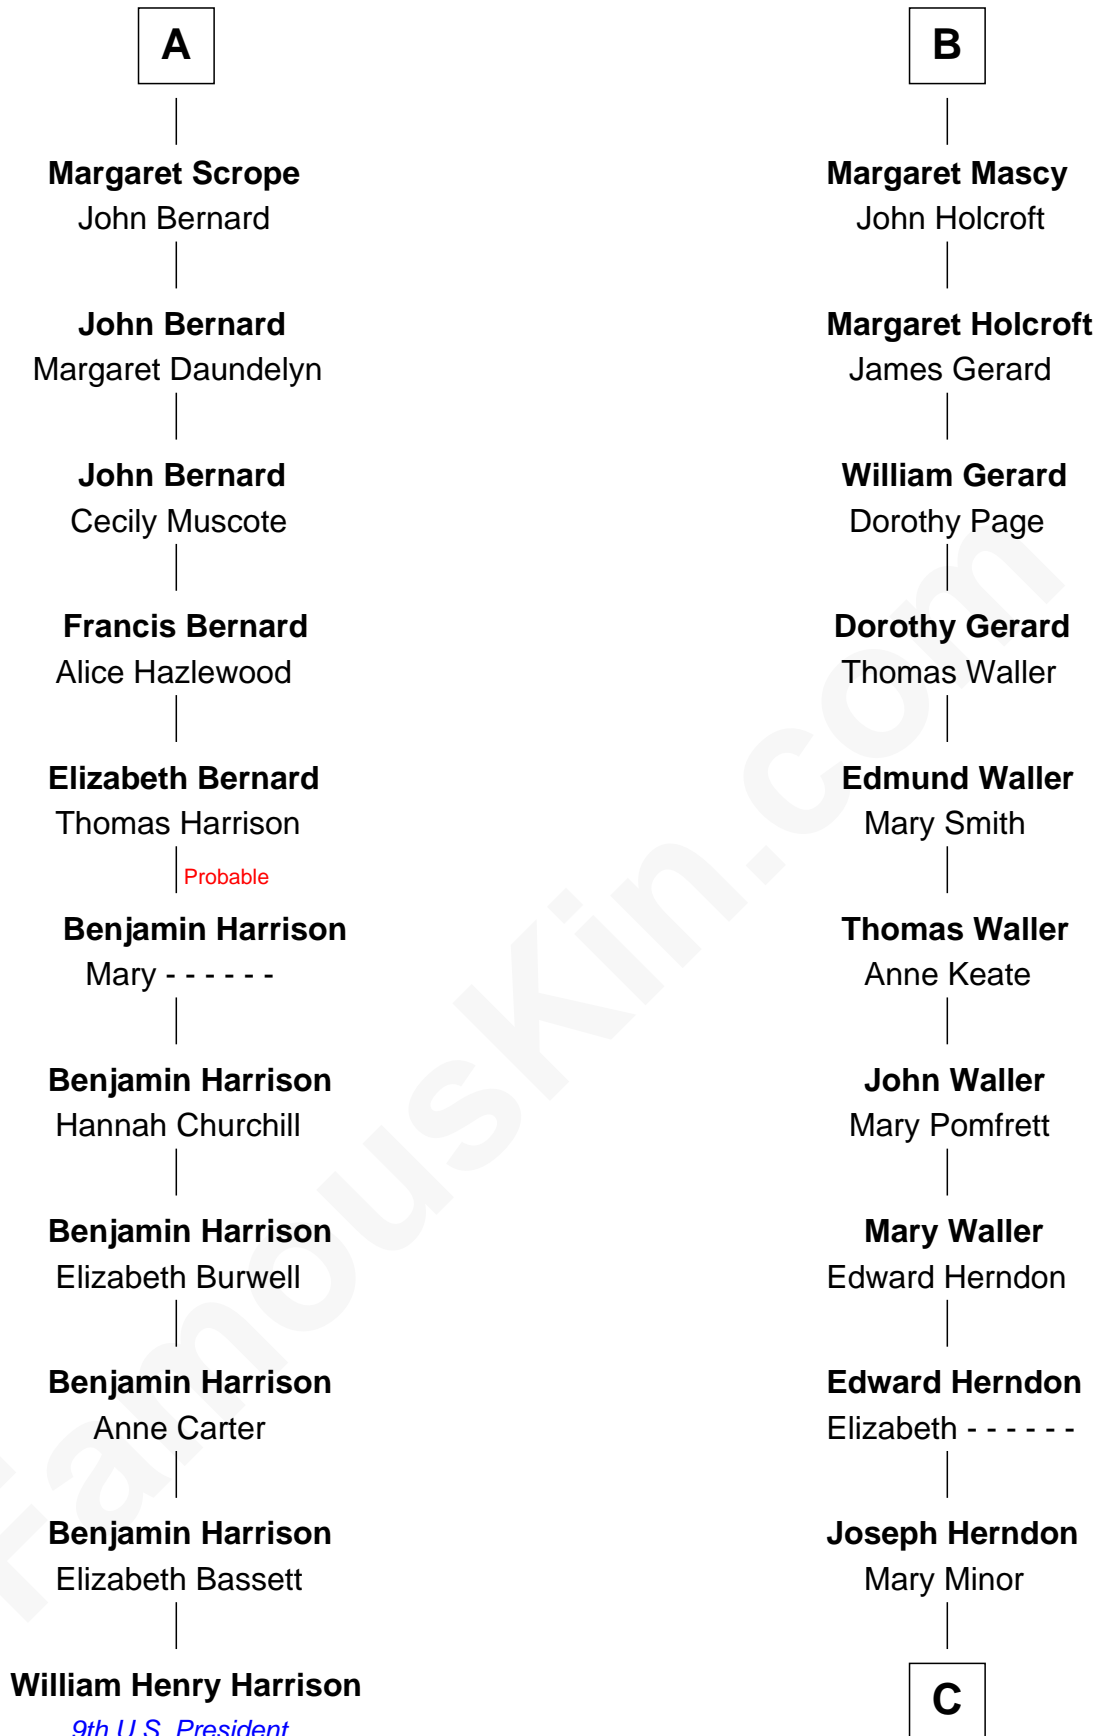 A
Margaret Scrope
John Bernard
John Bernard
Margaret Daundelyn
John Bernard
Cecily Muscote
Francis Bernard
Alice Hazlewood
Elizabeth Bernard
Thomas Harrison
Probable
Benjamin Harrison
Mary - - - - - -
Benjamin Harrison
Hannah Churchill
Benjamin Harrison
Elizabeth Burwell
Benjamin Harrison
Anne Carter
Benjamin Harrison
Elizabeth Bassett
William Henry Harrison
9th U.S. President
B
Margaret Mascy
John Holcroft
Margaret Holcroft
James Gerard
William Gerard
Dorothy Page
Dorothy Gerard
Thomas Waller
Edmund Waller
Mary Smith
Thomas Waller
Anne Keate
John Waller
Mary Pomfrett
Mary Waller
Edward Herndon
Edward Herndon
Elizabeth - - - - - -
Joseph Herndon
Mary Minor
C
FamousKin.com